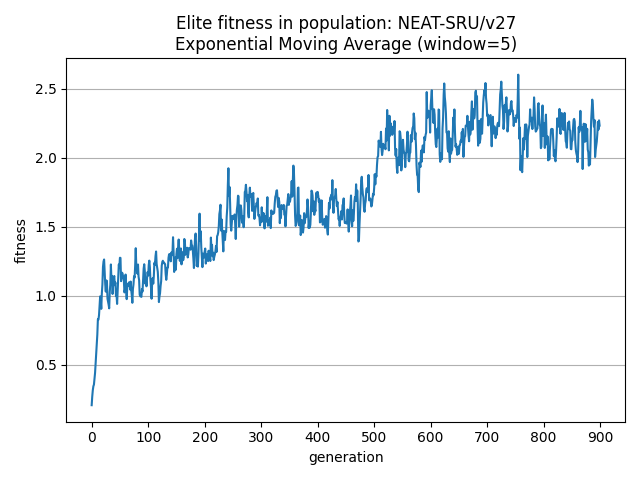 Elite fitness in population: NEAT-SRU/v27
Exponential Moving Average (window=5)
2.5
2.0
1.5
1.0
0.5
fitness
0 100 200 300 400 500 600 700 800 900
generation